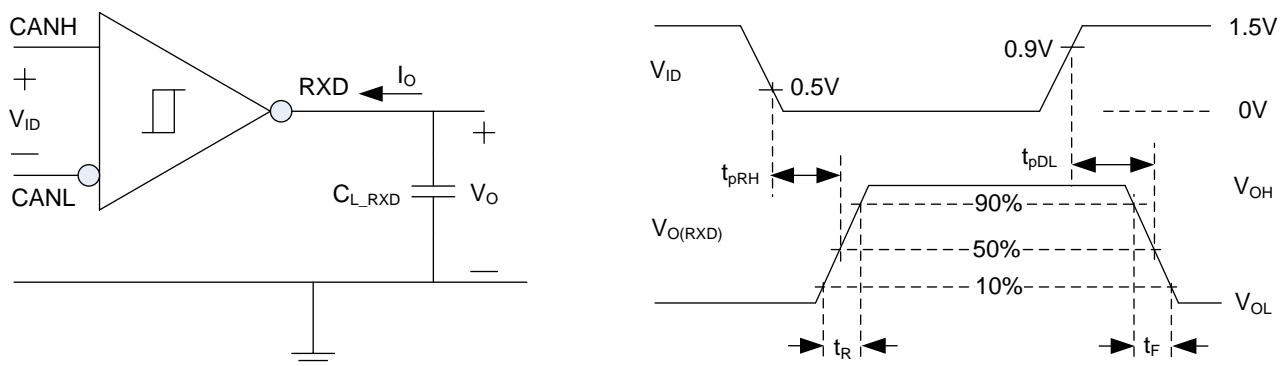 CANH
+
V_ID
—
CANL
RXD
I_O
+
C_L_RXD
V_O
—
V_ID
0.5V
0.9V
1.5V
0V
t_pRH
t_pDL
V_O(RXD)
90%
50%
10%
V_OH
V_OL
t_R
t_F